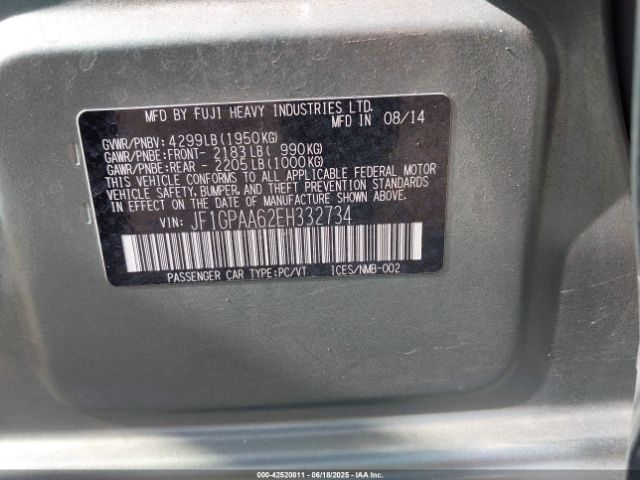 MFD BY FUJI HEAVY INDUSTRIES LTD.
MFD IN 08/14
GVWR/PNBV: 4299LB(1950KG)
GAWR/PNBE:FRONT- 2183LB( 990KG)
GAWR/PNBE:REAR - 2205LB(1000KG)
THIS VEHICLE CONFORMS TO ALL APPLICABLE FEDERAL MOTOR
VEHICLE SAFETY, BUMPER, AND THEFT PREVENTION STANDARDS
IN EFFECT ON THE DATE OF MANUFACTURE SHOWN ABOVE.
VIN: JF1GPAA62EH332734
PASSENGER CAR TYPE:PC/VT ICES/NMB-002
000-42520811 - 06/18/2025 - IAA Inc.